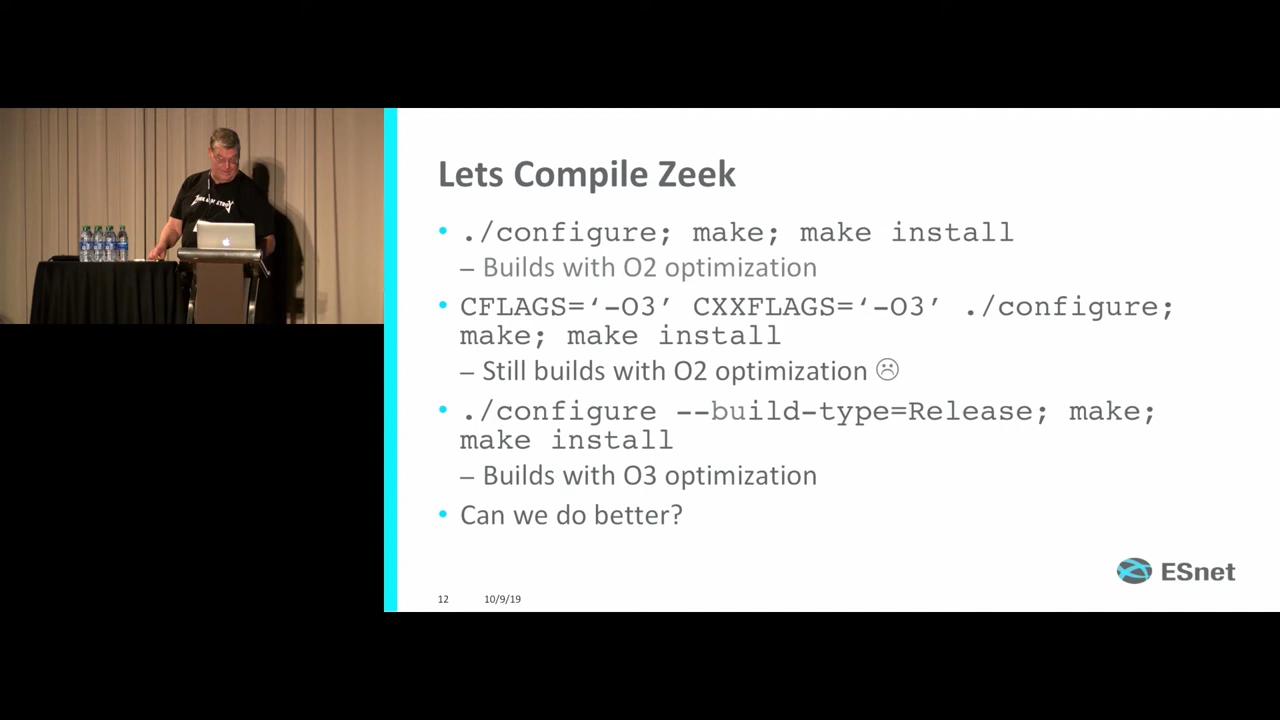 Lets Compile Zeek
• ./configure; make; make install
– Builds with O2 optimization
• CFLAGS=‘-O3’ CXXFLAGS=‘-O3’ ./configure;
make; make install
– Still builds with O2 optimization ☹
• ./configure --build-type=Release; make;
make install
– Builds with O3 optimization
• Can we do better?
ESnet
12 10/9/19